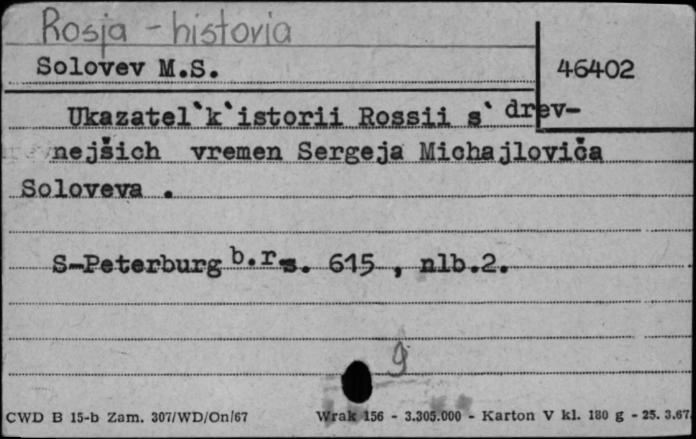 Rosja - historia
Solovev M.S.
46402
Ukazatel`k`istorii Rossii s` drev-
nejšich vremen Sergeja Michajloviča
Soloveva .
S-Peterburg b.r. s. 615 , nlb.2.
9
CWD B 15-b Zam. 307/WD/On/67
Wrak 156 - 3.305.000 - Karton V kl. 180 g - 25. 3.67